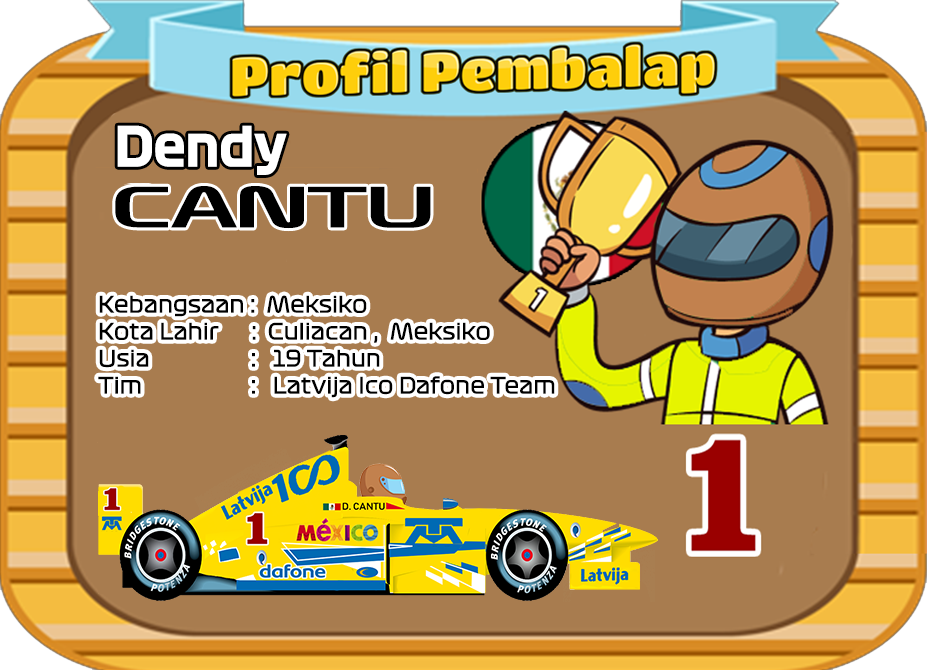 Profil Pembalap
Dendy
CANTU
Kebangsaan : Meksiko
Kota Lahir : Culiacan , Meksiko
Usia : 19 Tahun
Tim : Latvija Ico Dafone Team
1
1
Latvija 100
D. CANTU
1
1
MéXICO
dafone
BRIDGESTONE
POTENZA
BRIDGESTONE
POTENZA
Latvija